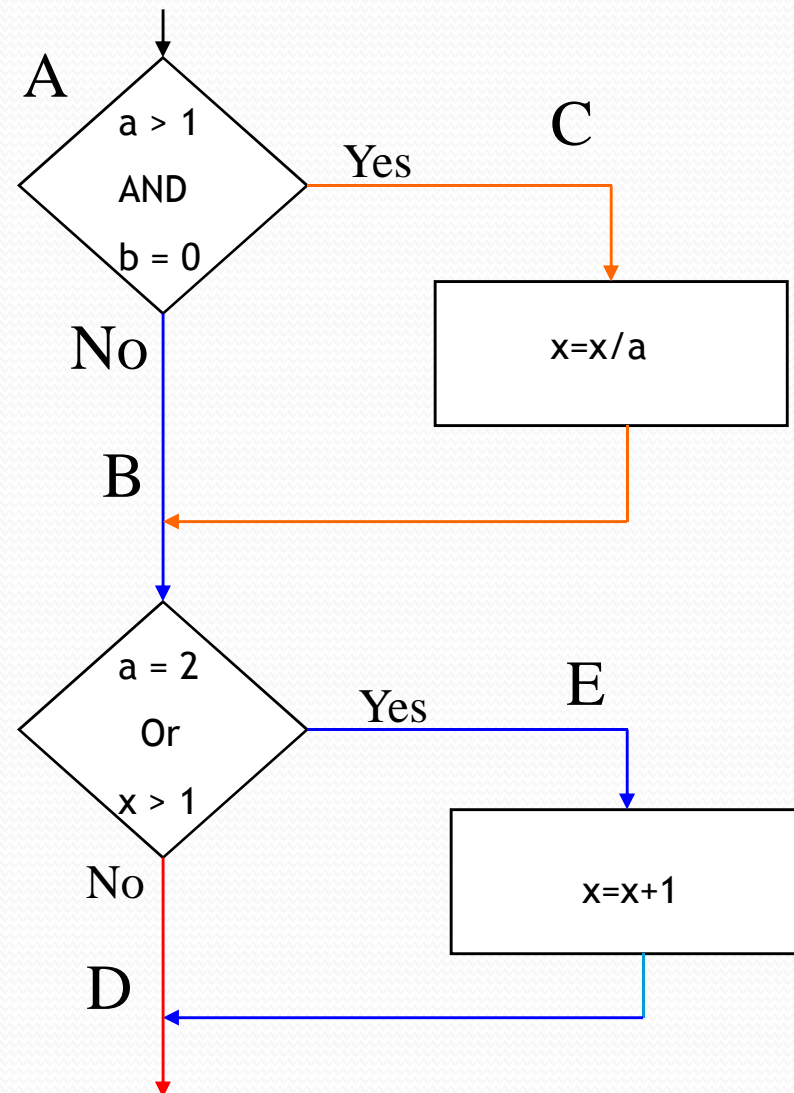 A
a > 1
AND
b = 0
Yes
C
x=x/a
No
B
a = 2
Or
x > 1
Yes
E
x=x+1
No
D